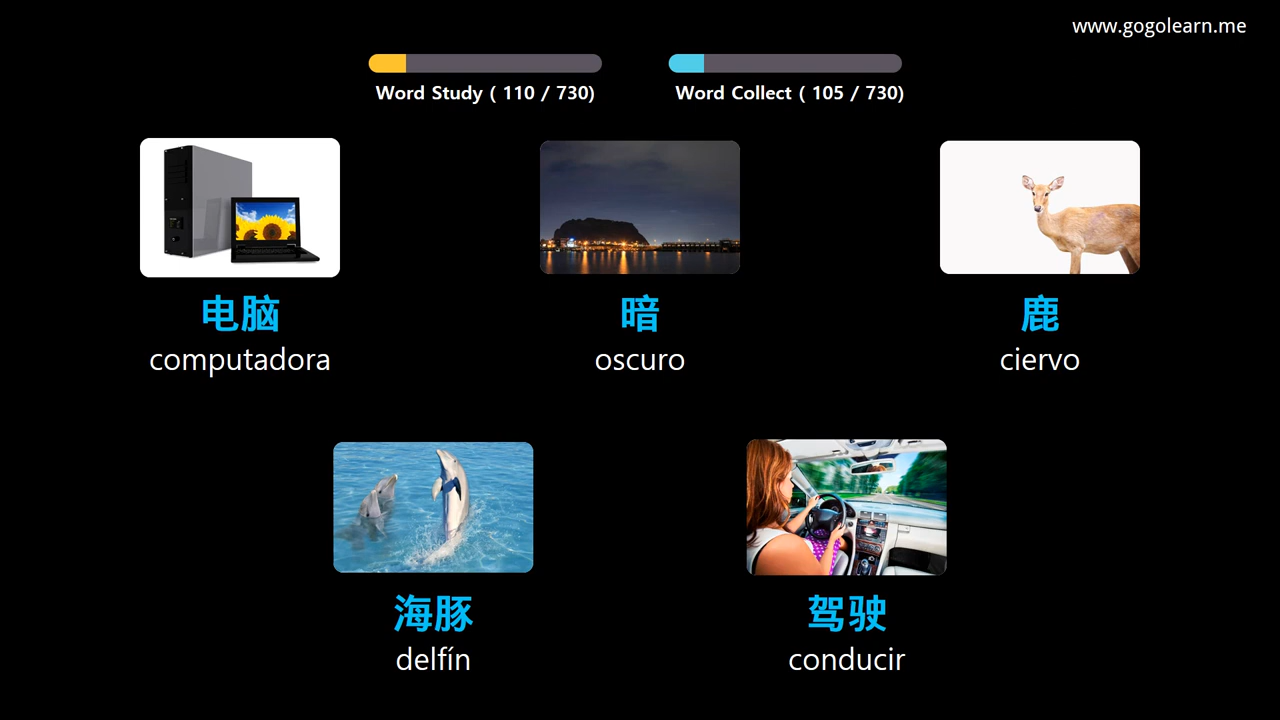 www.gogolearn.me
Word Study ( 110 / 730)
Word Collect ( 105 / 730)
电脑
computadora
暗
oscuro
鹿
ciervo
海豚
delfín
驾驶
conducir